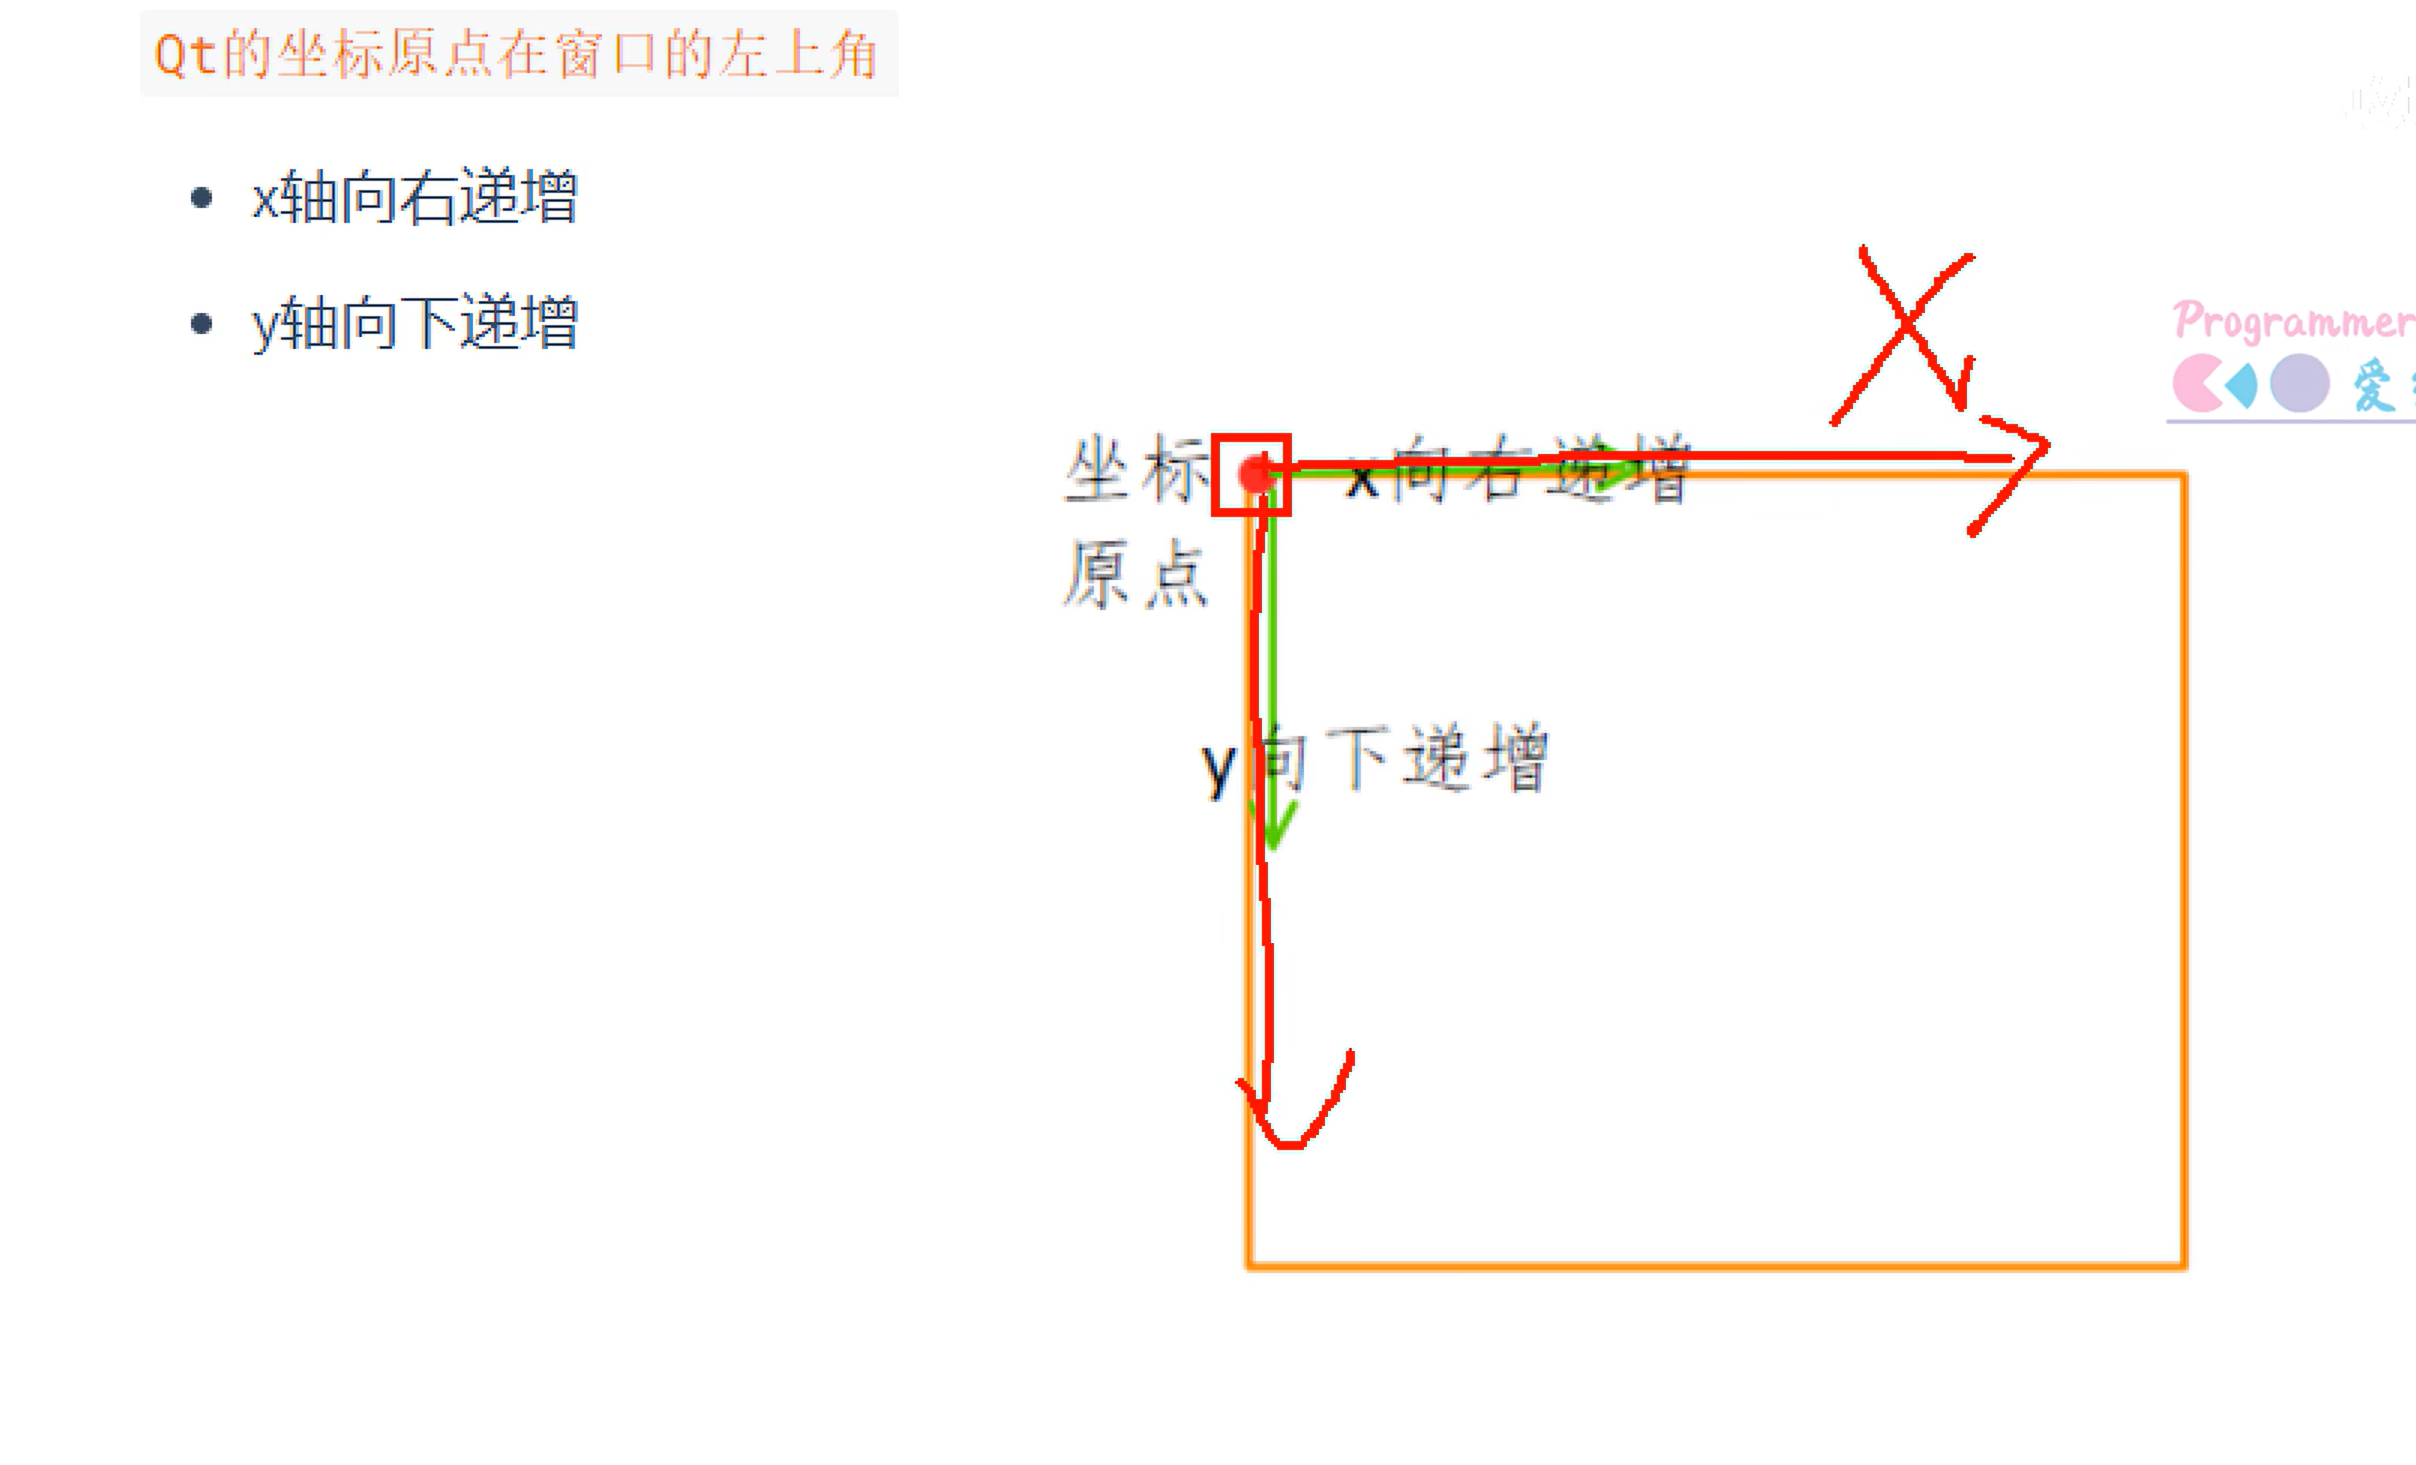 Qt的坐标原点在窗口的左上角
x轴向右递增
y轴向下递增
X
Programmer
爱
坐标 x向右递增
原点
y向下递增